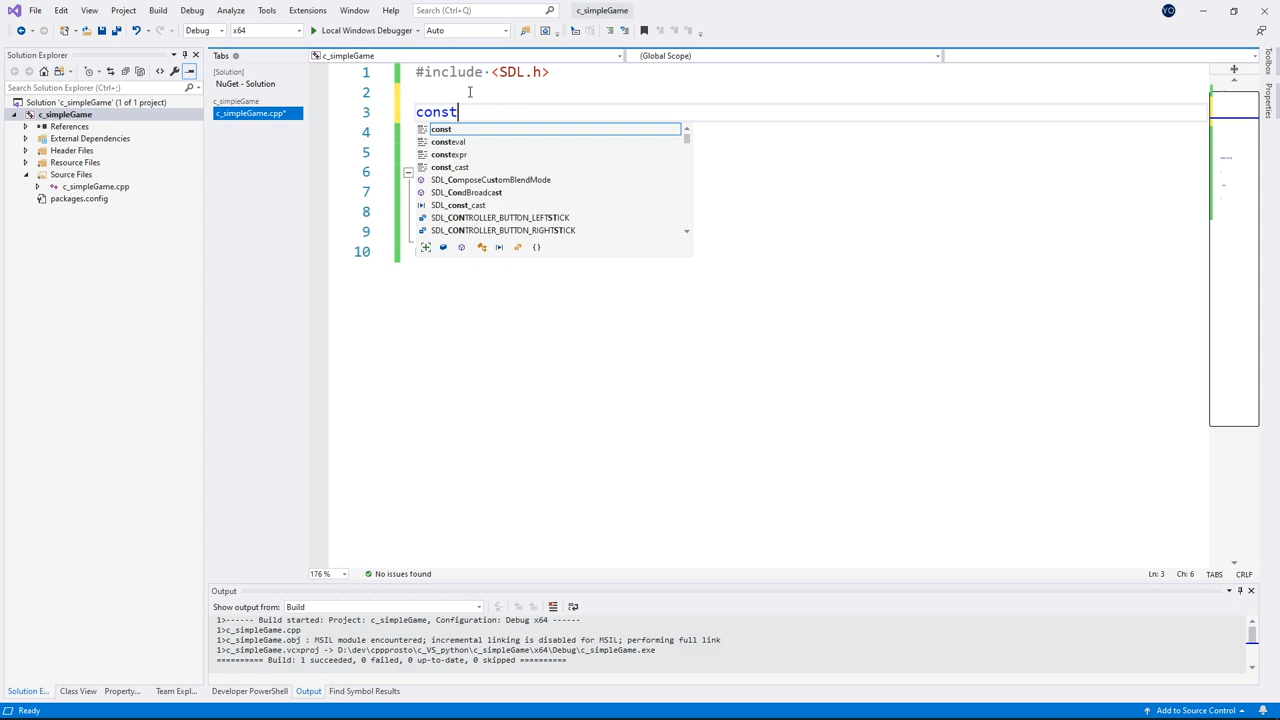 File Edit View Project Build Debug Analyze Tools Extensions Window Help Search (Ctrl+Q) c_simpleGame YO
Debug x64 Local Windows Debugger Auto
Solution Explorer
Search Solution Explorer (Ctrl+;)
Solution 'c_simpleGame' (1 of 1 project)
c_simpleGame
References
External Dependencies
Header Files
Resource Files
Source Files
c_simpleGame.cpp
packages.config
Tabs
[Solution]
NuGet - Solution
c_simpleGame
c_simpleGame.cpp*
c_simpleGame (Global Scope)
1 #include <SDL.h>
2
3 const
4
5
6
7
8
9
10
const
consteval
constexpr
const_cast
SDL_ComposeCustomBlendMode
SDL_CondBroadcast
SDL_const_cast
SDL_CONTROLLER_BUTTON_LEFTSTICK
SDL_CONTROLLER_BUTTON_RIGHTSTICK
Toolbox
Properties
176 % No issues found Ln: 3 Ch: 6 TABS CRLF
Output
Show output from: Build
1>------ Build started: Project: c_simpleGame, Configuration: Debug x64 ------
1>c_simpleGame.cpp
1>c_simpleGame.obj : MSIL module encountered; incremental linking is disabled for MSIL; performing full link
1>c_simpleGame.vcxproj -> D:\dev\cppprosto\c_VS_python\c_simpleGame\x64\Debug\c_simpleGame.exe
========== Build: 1 succeeded, 0 failed, 0 up-to-date, 0 skipped ==========
Solution E... Class View Property... Team Expl... Developer PowerShell Output Find Symbol Results
Ready Add to Source Control